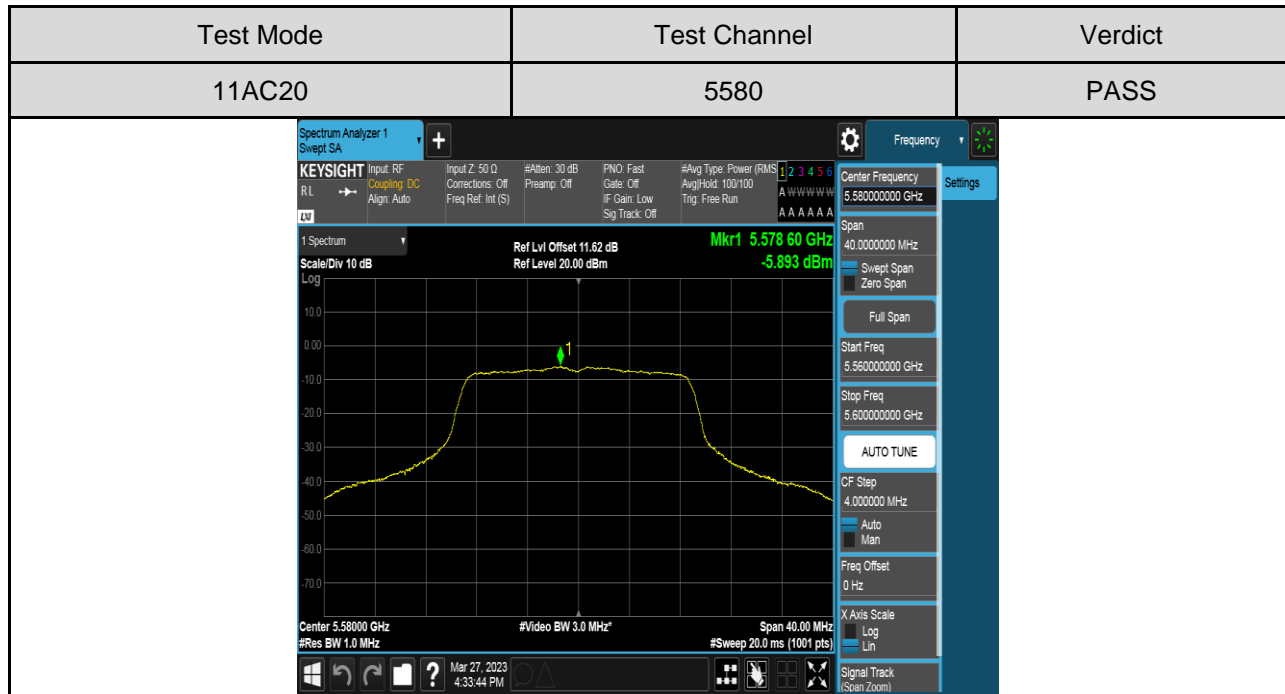 Test Mode Test Channel Verdict
11AC20 5580 PASS
Spectrum Analyzer 1
Swept SA
+
Frequency
KEYSIGHT
RL
LXI
Input: RF
Coupling: DC
Align: Auto
Input Z: 50 Ω
Corrections: Off
Freq Ref: Int (S)
#Atten: 30 dB
Preamp: Off
PNO: Fast
Gate: Off
IF Gain: Low
Sig Track: Off
#Avg Type: Power (RMS
Avg|Hold: 100/100
Trig: Free Run
1 2 3 4 5 6
A W W W W W
A A A A A A
1 Spectrum
Scale/Div 10 dB
Ref Lvl Offset 11.62 dB
Ref Level 20.00 dBm
Mkr1 5.578 60 GHz
-5.893 dBm
Log
10.0
0.00
-10.0
-20.0
-30.0
-40.0
-50.0
-60.0
-70.0
1
Center 5.58000 GHz
#Video BW 3.0 MHz*
Span 40.00 MHz
#Res BW 1.0 MHz
#Sweep 20.0 ms (1001 pts)
?
Mar 27, 2023
4:33:44 PM
Center Frequency
5.580000000 GHz
Settings
Span
40.0000000 MHz
Swept Span
Zero Span
Full Span
Start Freq
5.560000000 GHz
Stop Freq
5.600000000 GHz
AUTO TUNE
CF Step
4.000000 MHz
Auto
Man
Freq Offset
0 Hz
X Axis Scale
Log
Lin
Signal Track
(Span Zoom)